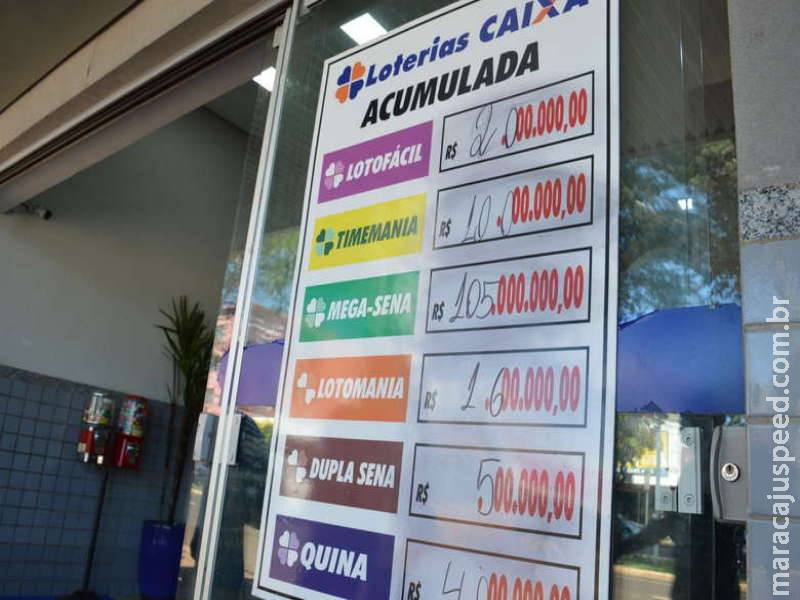 Loterias CAIXA
ACUMULADA
LOTOFÁCIL R$ 2.000.000,00
TIMEMANIA R$ 10.000.000,00
MEGA-SENA R$ 105.000.000,00
LOTOMANIA R$ 1.600.000,00
DUPLA SENA R$ 500.000,00
QUINA R$
maracajuspeed.com.br